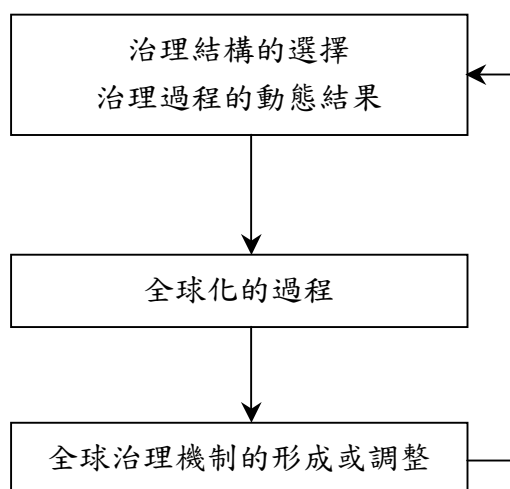 治理結構的選擇
治理過程的動態結果
全球化的過程
全球治理機制的形成或調整